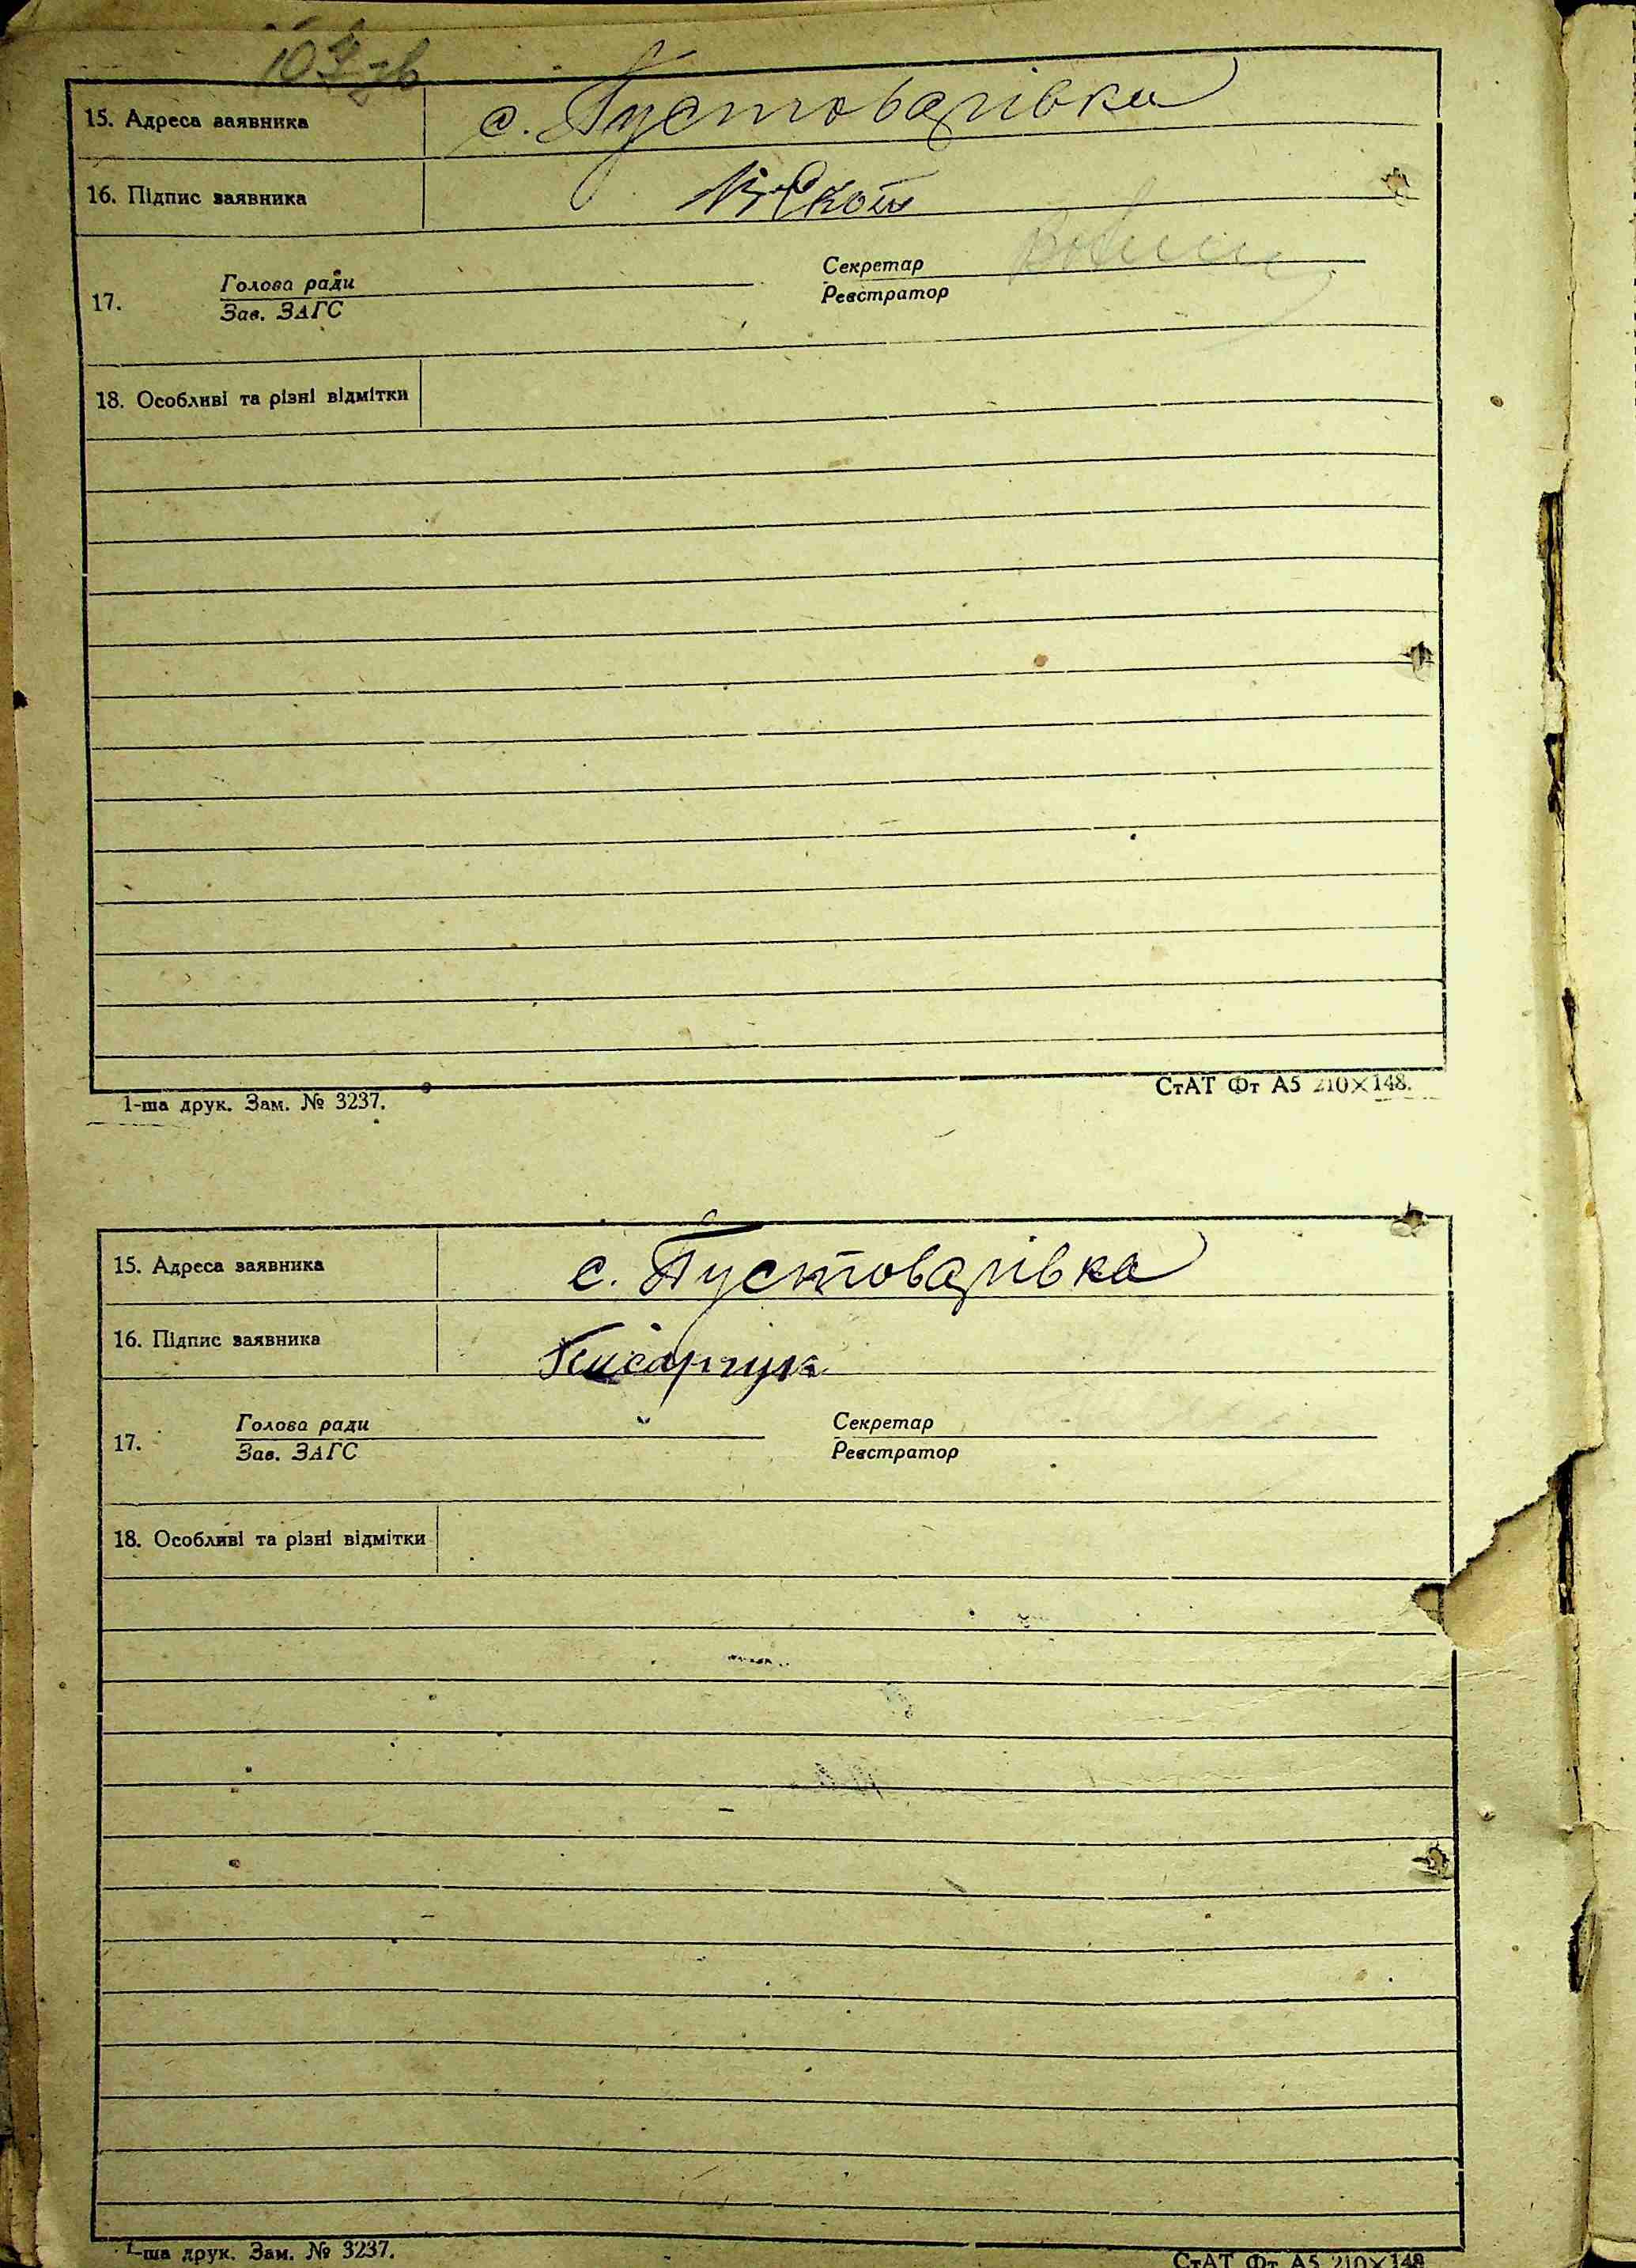 107 зв
15. Адреса заявника с. Пустоварівка
16. Підпис заявника
17. Голова ради Секретар
Зав. ЗАГС Реєстратор
18. Особливі та різні відмітки
1-ша друк. Зам. № 3237. СтАТ Фт А5 210×148.
15. Адреса заявника с. Пустоварівка
16. Підпис заявника Писарчук
17. Голова ради Секретар
Зав. ЗАГС Реєстратор
18. Особливі та різні відмітки
1-ша друк. Зам. № 3237. СтАТ Фт А5 210×148